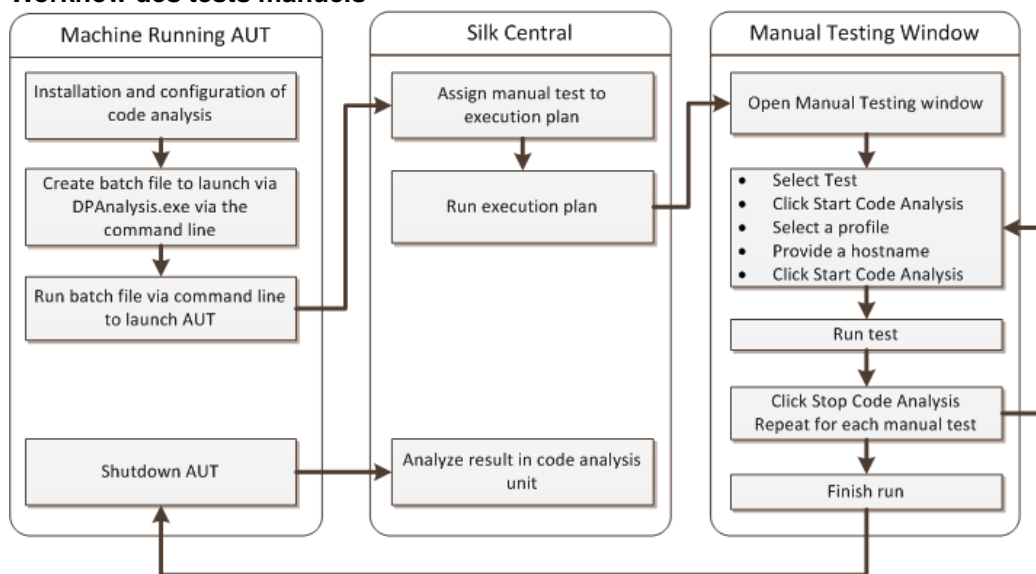 Workflow des tests manuels
Machine Running AUT
Installation and configuration of
code analysis
Create batch file to launch via
DPAnalysis.exe via the
command line
Run batch file via command line
to launch AUT
Shutdown AUT
Silk Central
Assign manual test to
execution plan
Run execution plan
Analyze result in code analysis
unit
Manual Testing Window
Open Manual Testing window
• Select Test
• Click Start Code Analysis
• Select a profile
• Provide a hostname
• Click Start Code Analysis
Run test
Click Stop Code Analysis
Repeat for each manual test
Finish run